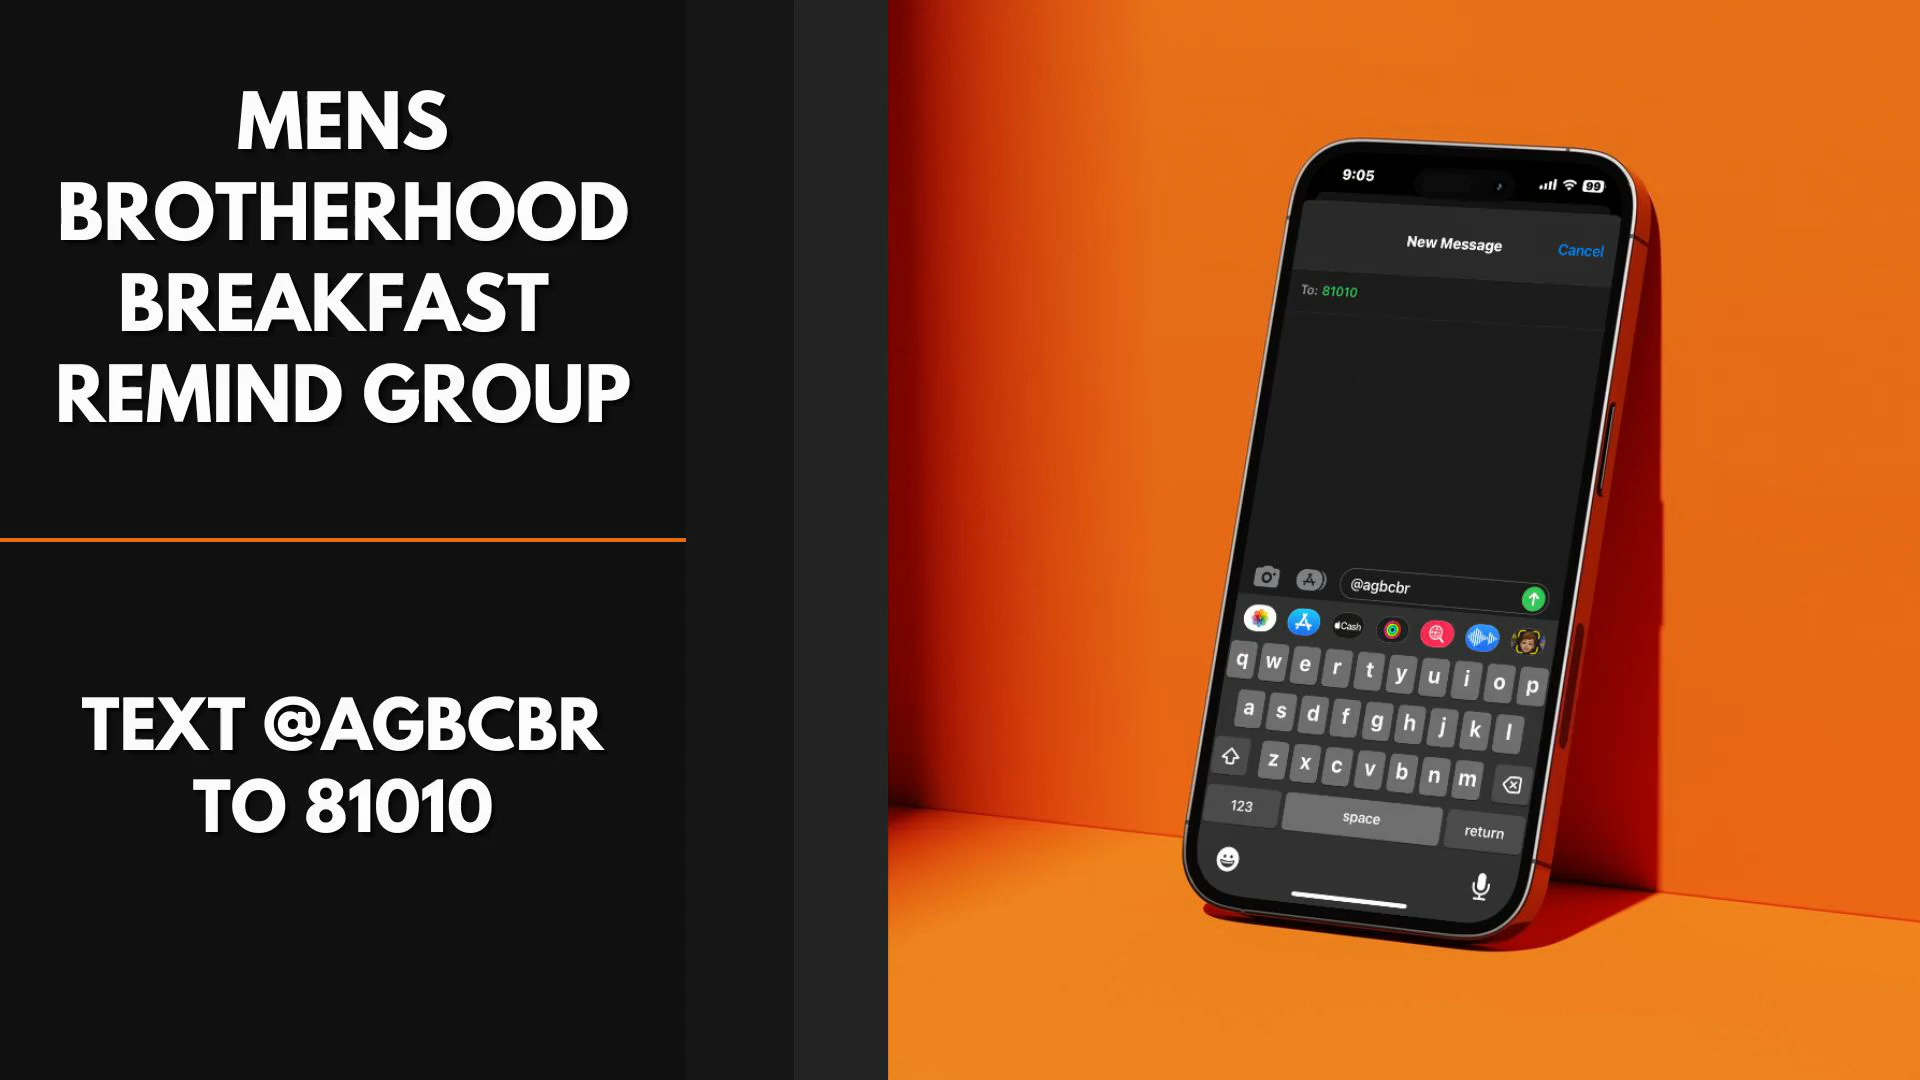 MENS
BROTHERHOOD
BREAKFAST
REMIND GROUP
TEXT @AGBCBR
TO 81010
9:05
99
New Message
Cancel
To: 81010
@agbcbr
Cash
q w e r t y u i o p
a s d f g h j k l
z x c v b n m
123
space
return